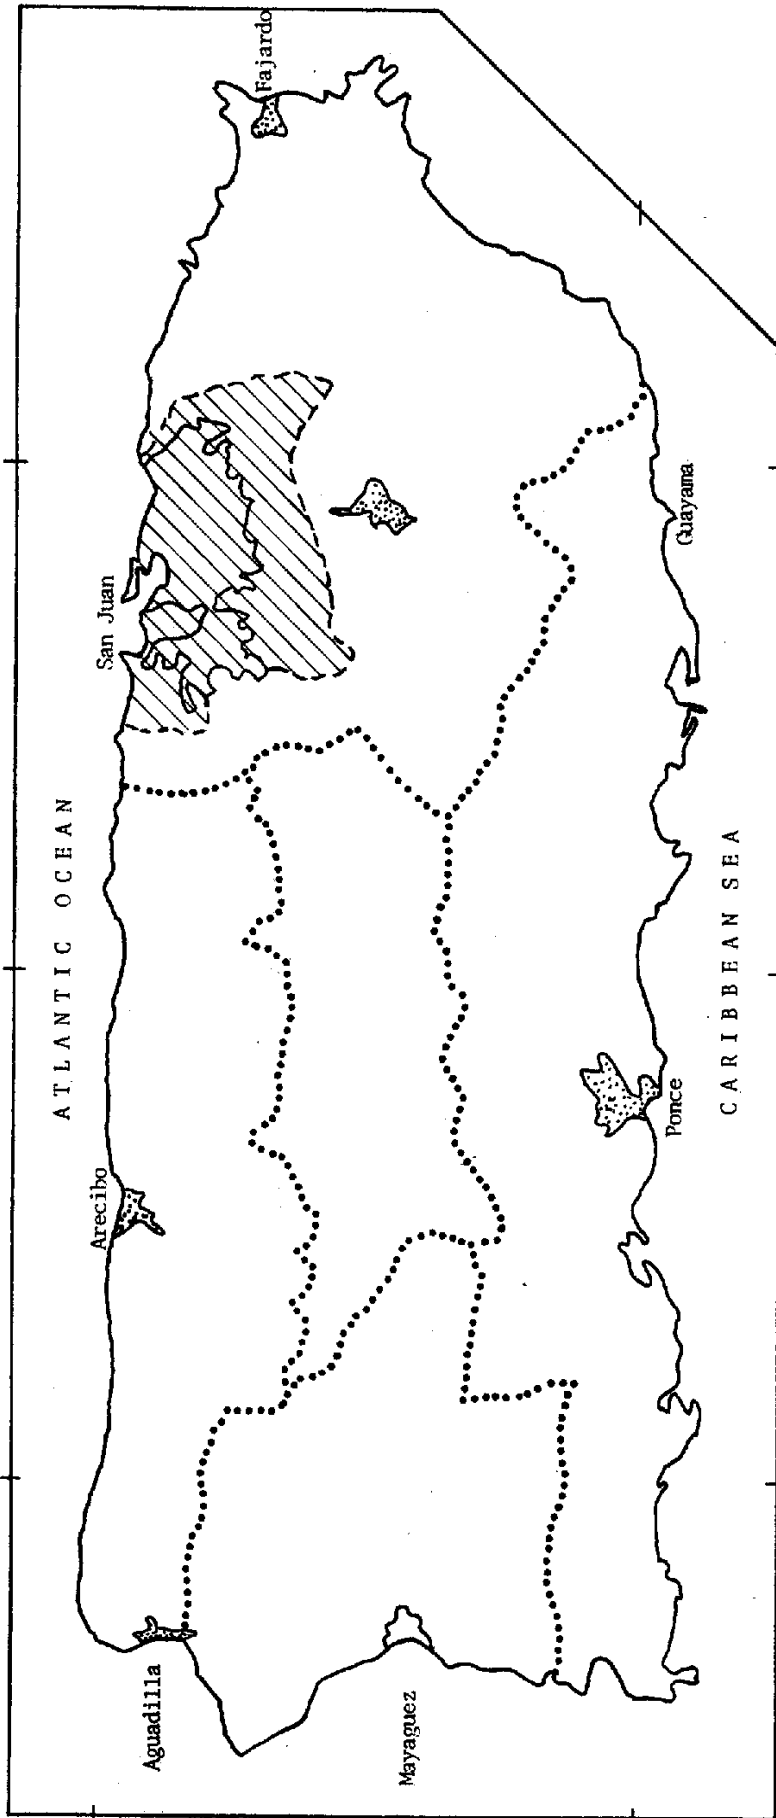 ATLANTIC OCEAN
San Juan
Fajardo
Arecibo
Aguadilla
Mayaguez
Ponce
Guayama
CARIBBEAN SEA